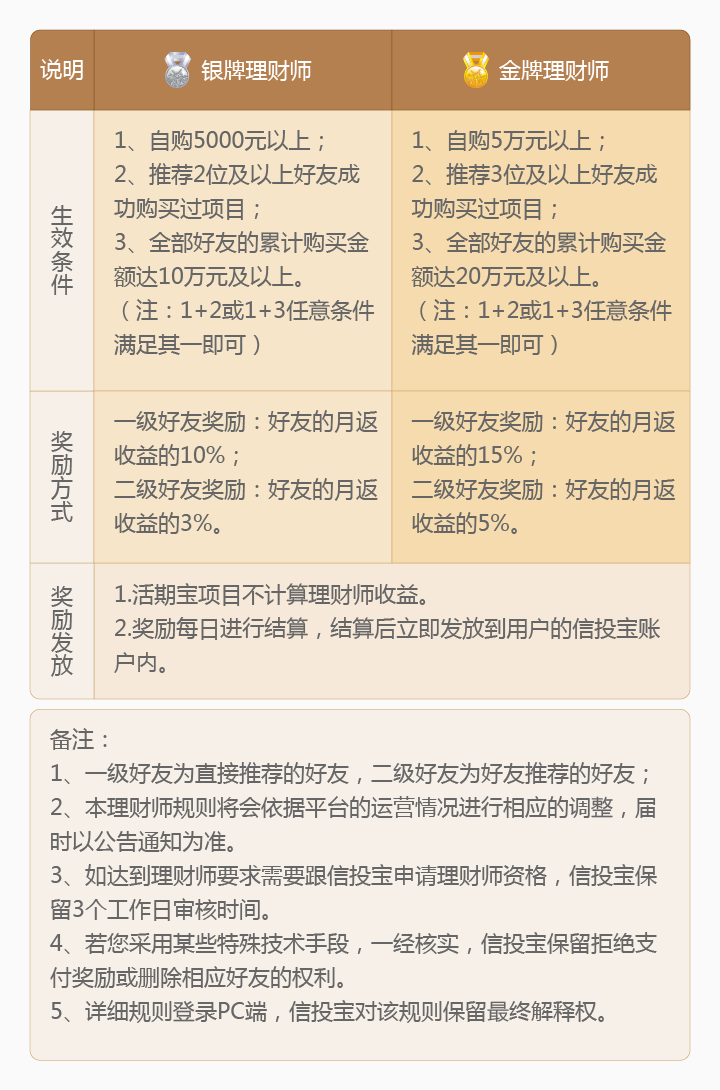 说明
银牌理财师
金牌理财师
生效条件
1、自购5000元以上；
2、推荐2位及以上好友成
功购买过项目；
3、全部好友的累计购买金
额达10万元及以上。
（注：1+2或1+3任意条件
满足其一即可）
1、自购5万元以上；
2、推荐3位及以上好友成
功购买过项目；
3、全部好友的累计购买金
额达20万元及以上。
（注：1+2或1+3任意条件
满足其一即可）
奖励方式
一级好友奖励：好友的月返
收益的10%；
二级好友奖励：好友的月返
收益的3%。
一级好友奖励：好友的月返
收益的15%；
二级好友奖励：好友的月返
收益的5%。
奖励发放
1.活期宝项目不计算理财师收益。
2.奖励每日进行结算，结算后立即发放到用户的信投宝账
户内。
备注：
1、一级好友为直接推荐的好友，二级好友为好友推荐的好友；
2、本理财师规则将会依据平台的运营情况进行相应的调整，届
时以公告通知为准。
3、如达到理财师要求需要跟信投宝申请理财师资格，信投宝保
留3个工作日审核时间。
4、若您采用某些特殊技术手段，一经核实，信投宝保留拒绝支
付奖励或删除相应好友的权利。
5、详细规则登录PC端，信投宝对该规则保留最终解释权。